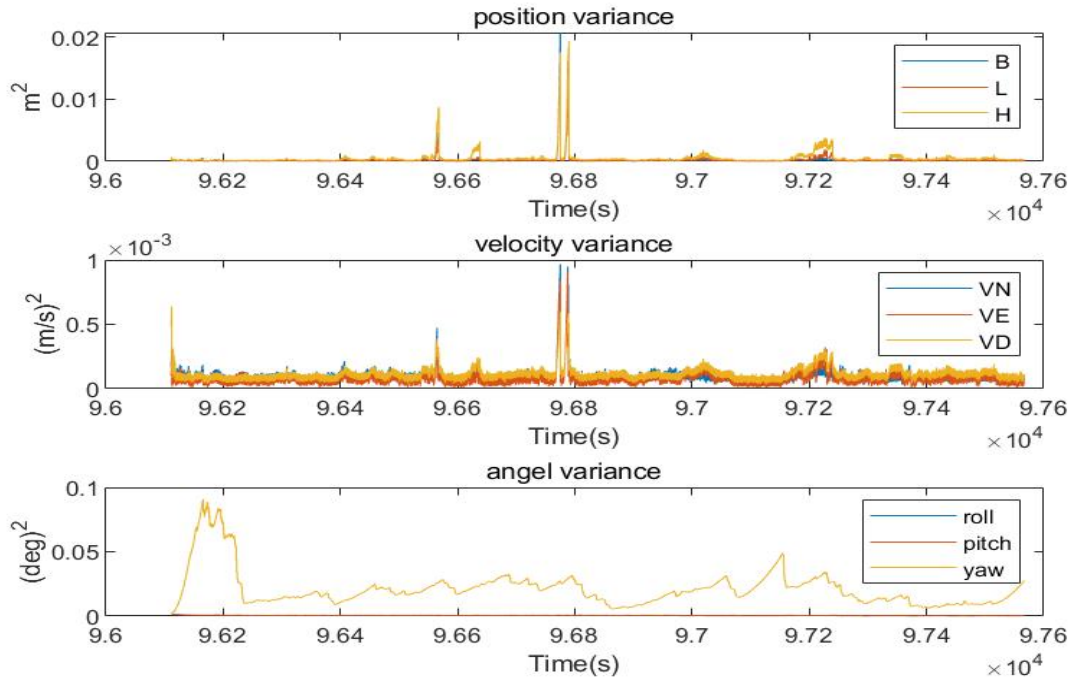 position variance
0.02
0.01
0
m²
B
L
H
9.6 9.62 9.64 9.66 9.68 9.7 9.72 9.74 9.76
Time(s)
× 10⁴
× 10⁻³
velocity variance
1
0.5
0
(m/s)²
VN
VE
VD
9.6 9.62 9.64 9.66 9.68 9.7 9.72 9.74 9.76
Time(s)
× 10⁴
angel variance
0.1
0.05
0
(deg)²
roll
pitch
yaw
9.6 9.62 9.64 9.66 9.68 9.7 9.72 9.74 9.76
Time(s)
× 10⁴